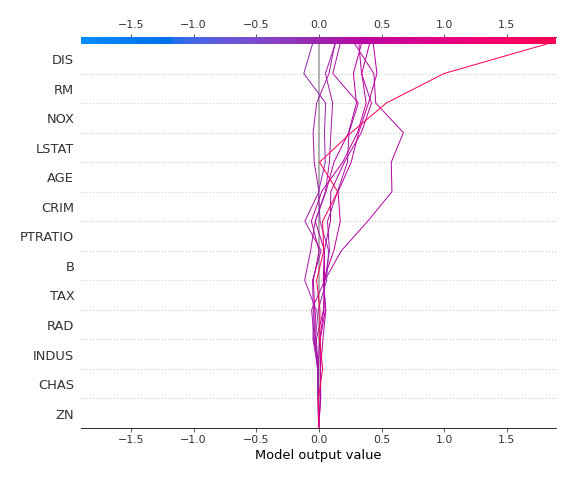 −1.5 −1.0 −0.5 0.0 0.5 1.0 1.5
DIS
RM
NOX
LSTAT
AGE
CRIM
PTRATIO
B
TAX
RAD
INDUS
CHAS
ZN
−1.5 −1.0 −0.5 0.0 0.5 1.0 1.5
Model output value